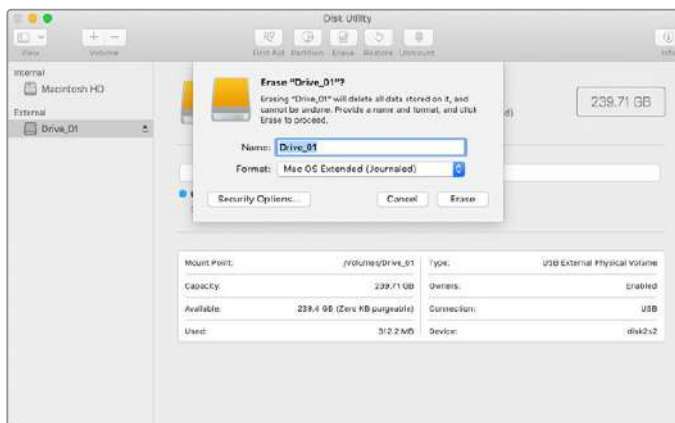 Disk Utility
View
Volume
First Aid Partition Erase Restore Unmount
Info
Internal
Macintosh HD
External
Drive_01
Erase “Drive_01”?
Erasing “Drive_01” will delete all data stored on it, and
cannot be undone. Provide a name and format, and click
Erase to proceed.
239.71 GB
Name: Drive_01
Format: Mac OS Extended (Journaled)
Security Options...
Cancel
Erase
Mount Point: /Volumes/Drive_01
Type: USB External Physical Volume
Capacity: 239.71 GB
Owners: Enabled
Available: 239.4 GB (Zero KB purgeable)
Connection: USB
Used: 312.2 MB
Device: disk2s2